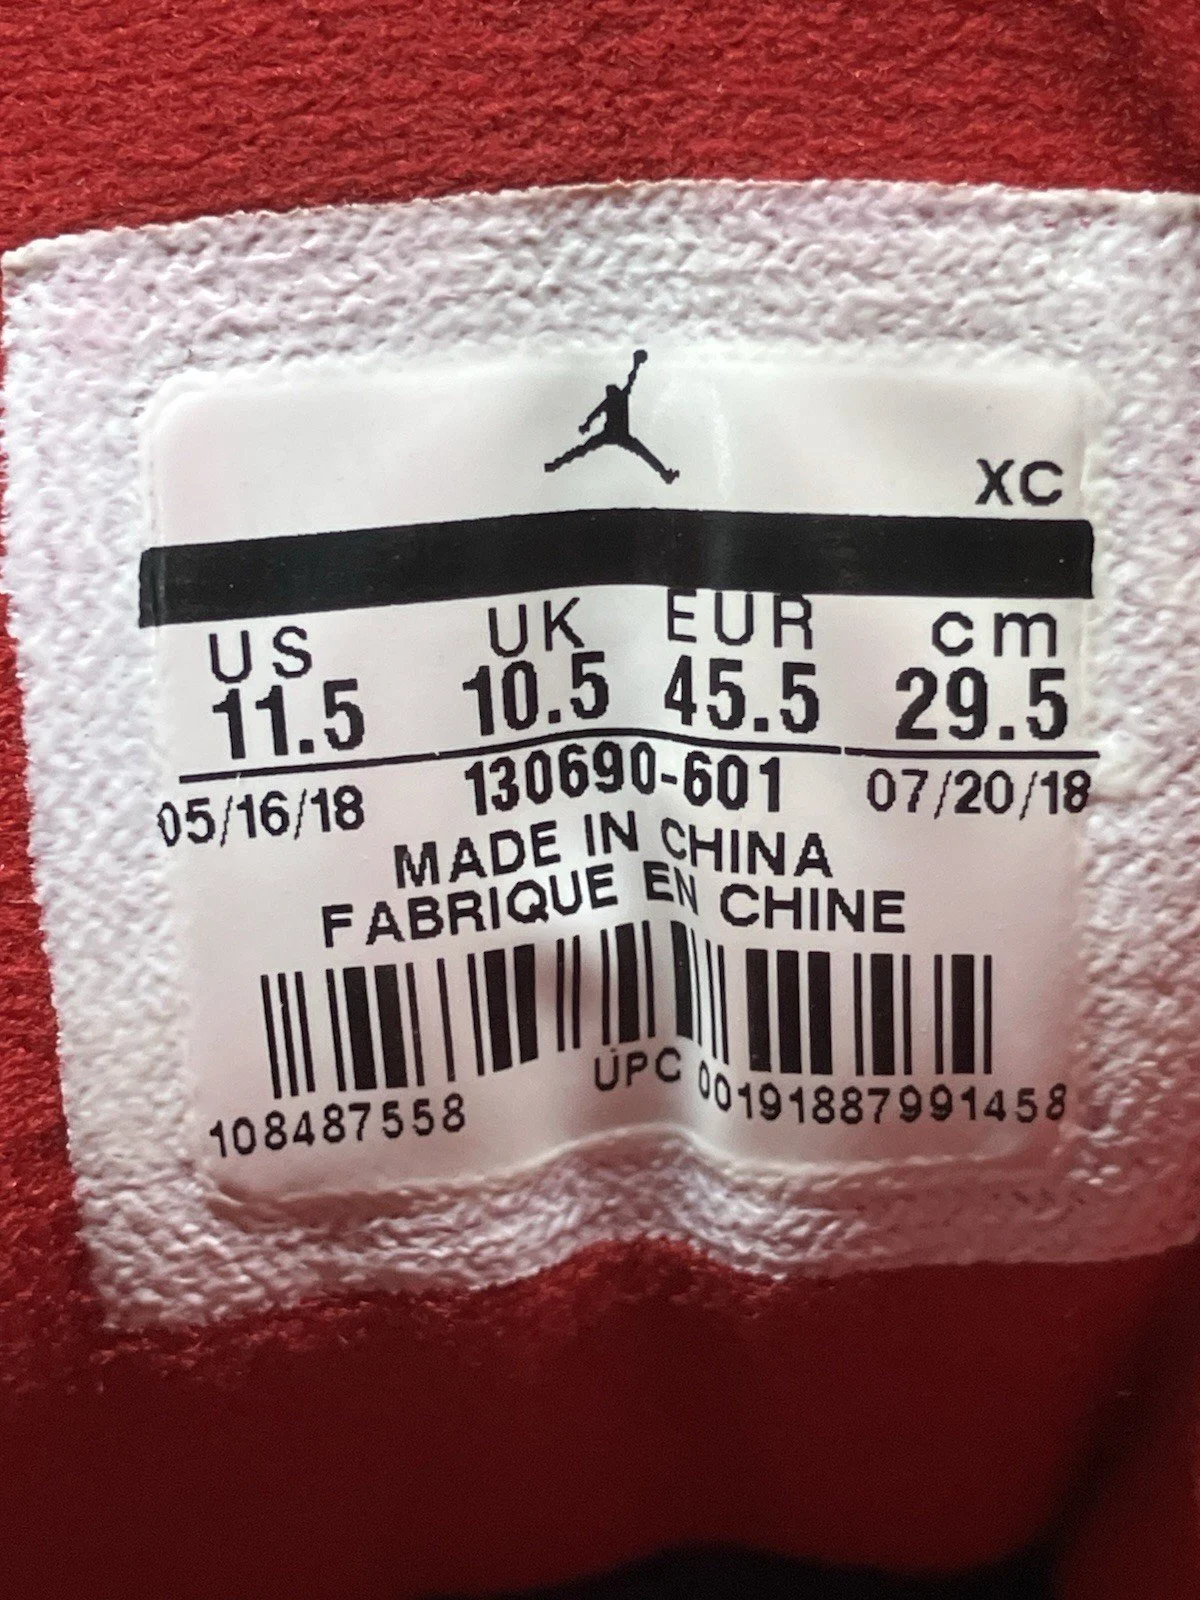 XC
US UK EUR cm
11.5 10.5 45.5 29.5
05/16/18 130690-601 07/20/18
MADE IN CHINA
FABRIQUE EN CHINE
108487558 UPC 00191887991458